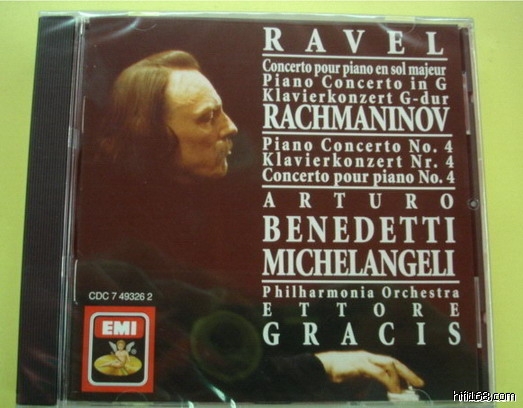 RAVEL
Concerto pour piano en sol majeur
Piano Concerto in G
Klavierkonzert G-dur
RACHMANINOV
Piano Concerto No. 4
Klavierkonzert Nr. 4
Concerto pour piano No. 4
ARTURO
BENEDETTI
MICHELANGELI
Philharmonia Orchestra
ETTORE
GRACIS
CDC 7 49326 2
EMI
hifi168.com